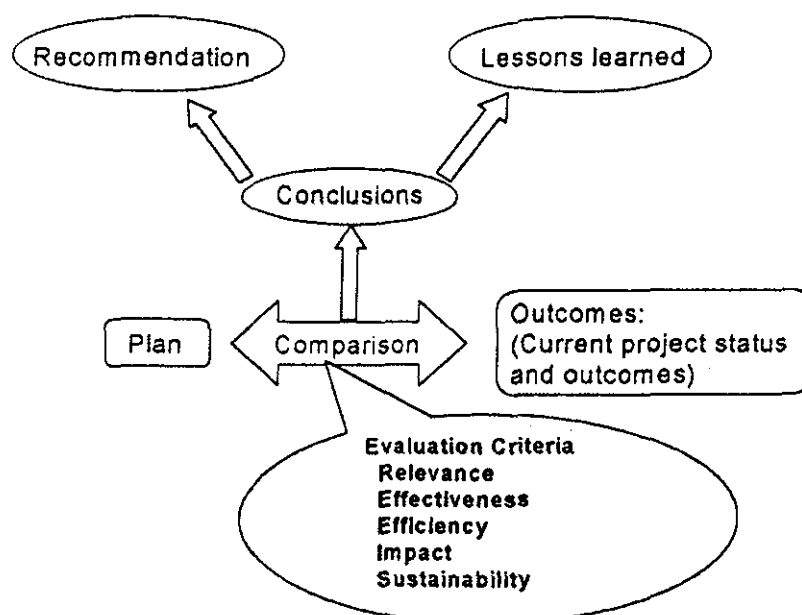 Recommendation
Lessons learned
Conclusions
Plan
Comparison
Outcomes:
(Current project status
and outcomes)
Evaluation Criteria
Relevance
Effectiveness
Efficiency
Impact
Sustainability